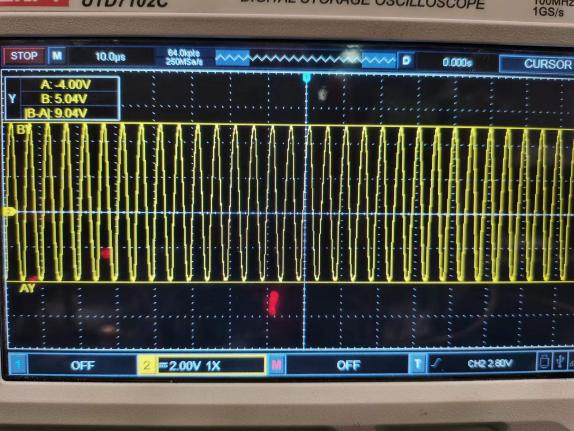 UTD7102C DIGITAL STORAGE OSCILLOSCOPE 100MHz
1GS/s
STOP M 10.0μs 64.0kpts D 0.000s CURSOR
250MSa/s
Y A: -4.00V
B: 5.04V
|B-A|: 9.04V
BY
2
AY
1 OFF 2 2.00V 1X M OFF T CH2 2.80V